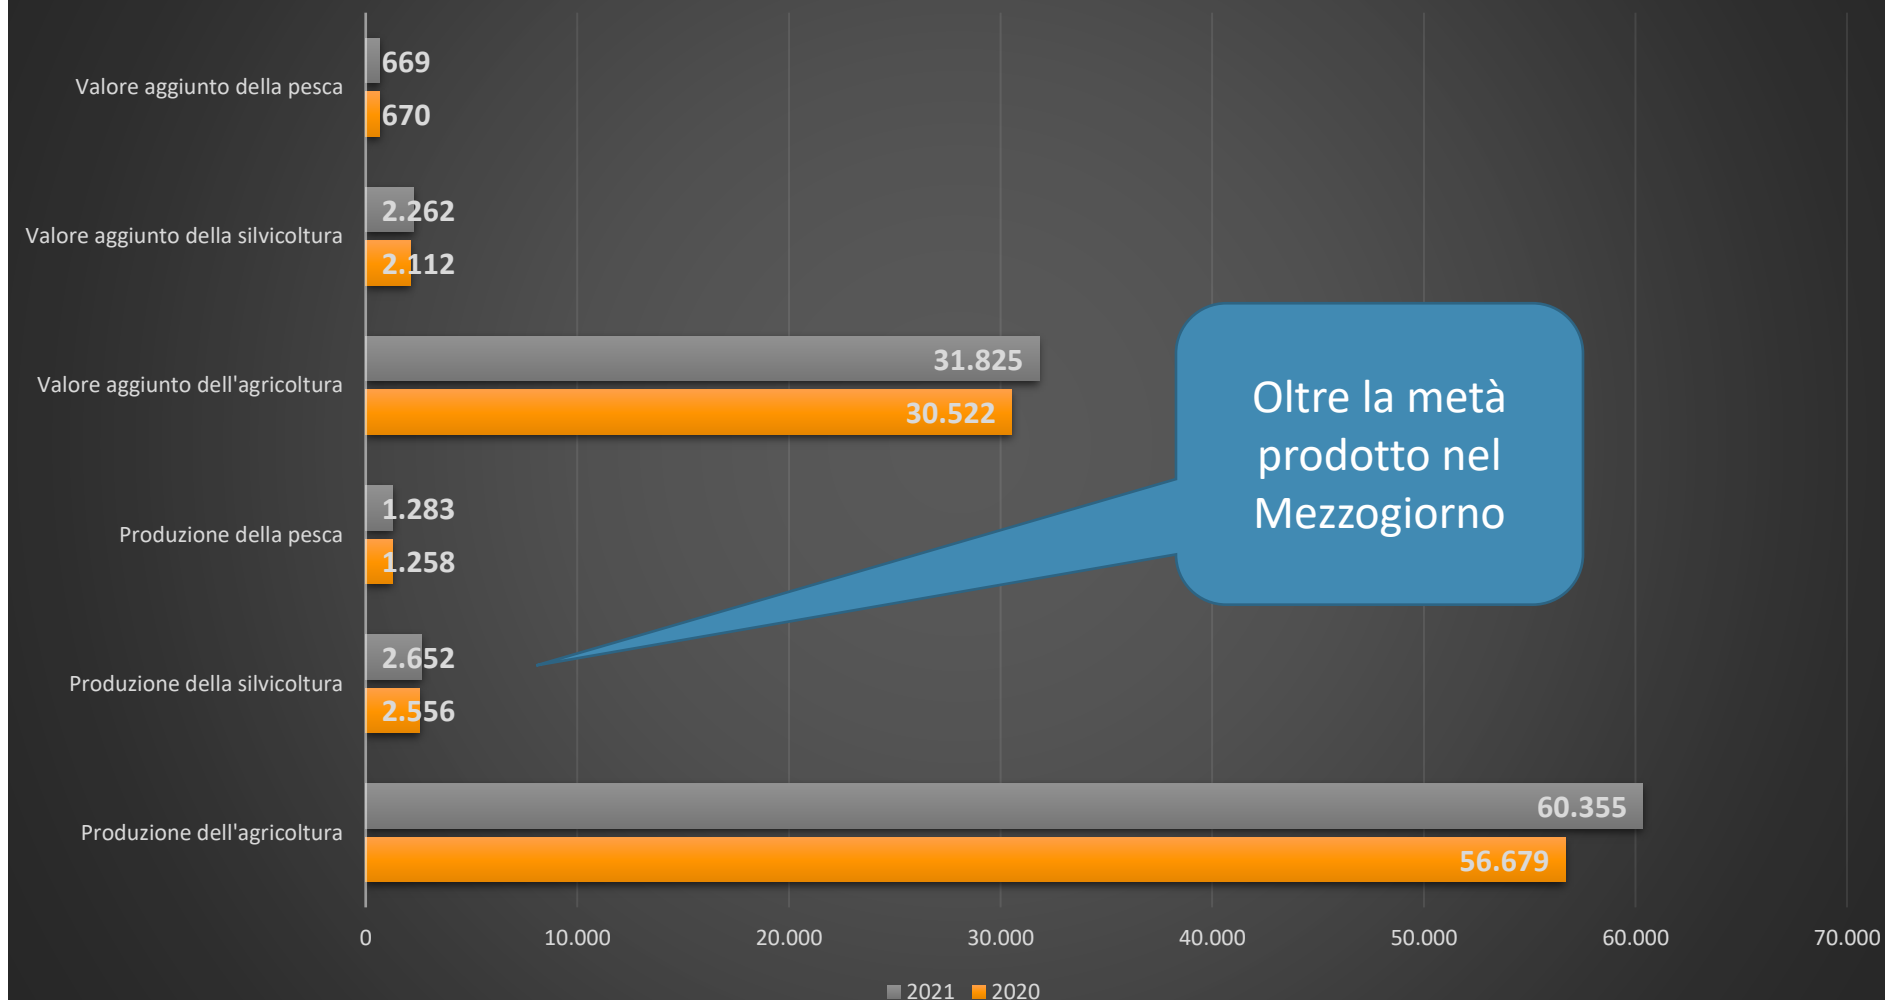 669
Valore aggiunto della pesca
670
2.262
Valore aggiunto della silvicoltura
2.112
31.825
Valore aggiunto dell'agricoltura
30.522
Oltre la metà
prodotto nel
Mezzogiorno
1.283
Produzione della pesca
1.258
2.652
Produzione della silvicoltura
2.556
60.355
Produzione dell'agricoltura
56.679
0 10.000 20.000 30.000 40.000 50.000 60.000 70.000
2021 2020